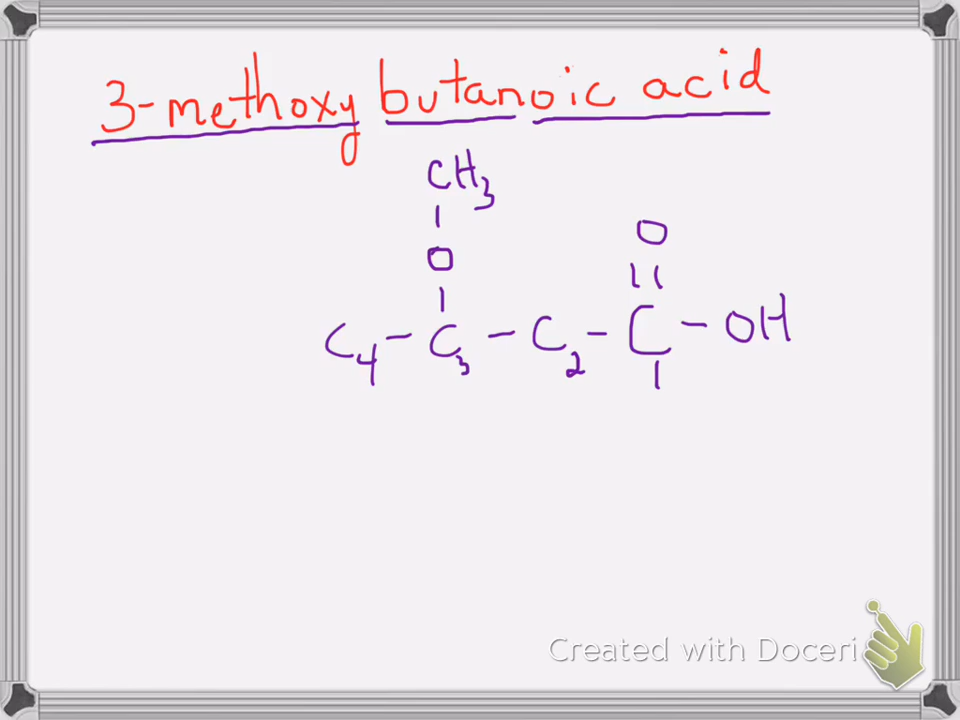 3-methoxy butanoic acid
CH3
O
O
C4 - C3 - C2 - C - OH
1
Created with Doceri